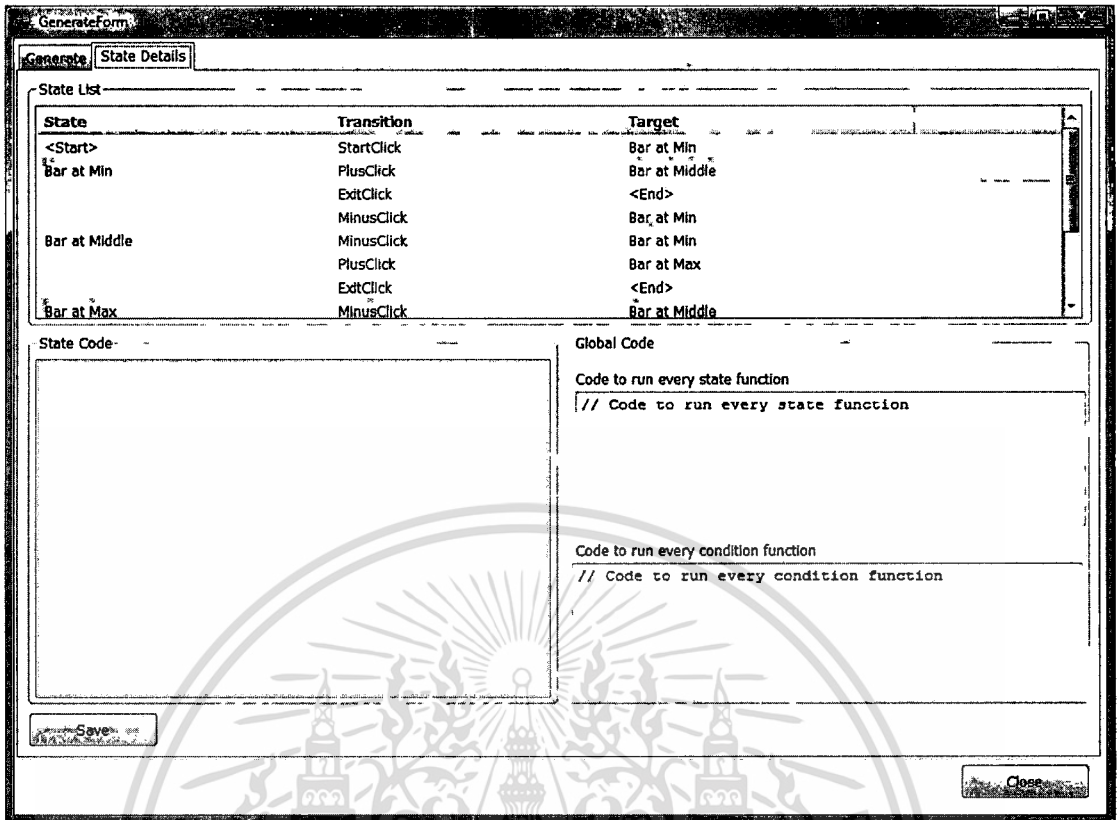 GenerateForm
Generate State Details
State List
State Transition Target
<Start> StartClick Bar at Min
Bar at Min PlusClick Bar at Middle
ExitClick <End>
MinusClick Bar at Min
Bar at Middle MinusClick Bar at Min
PlusClick Bar at Max
ExitClick <End>
Bar at Max MinusClick Bar at Middle
State Code
Global Code
Code to run every state function
// Code to run every state function
Code to run every condition function
// Code to run every condition function
Save
Close